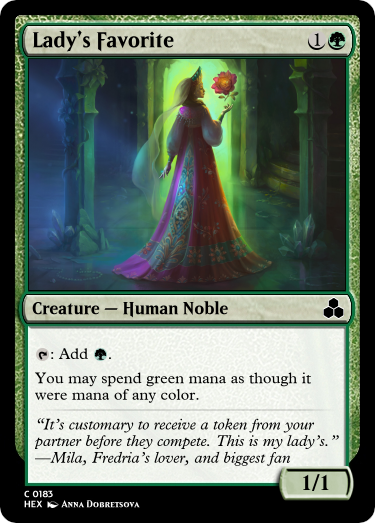 Lady's Favorite 1
Creature — Human Noble
: Add .
You may spend green mana as though it
were mana of any color.
“It's customary to receive a token from your
partner before they compete. This is my lady's.”
—Mila, Fredria's lover, and biggest fan
1/1
C 0183
HEX Anna Dobretsova